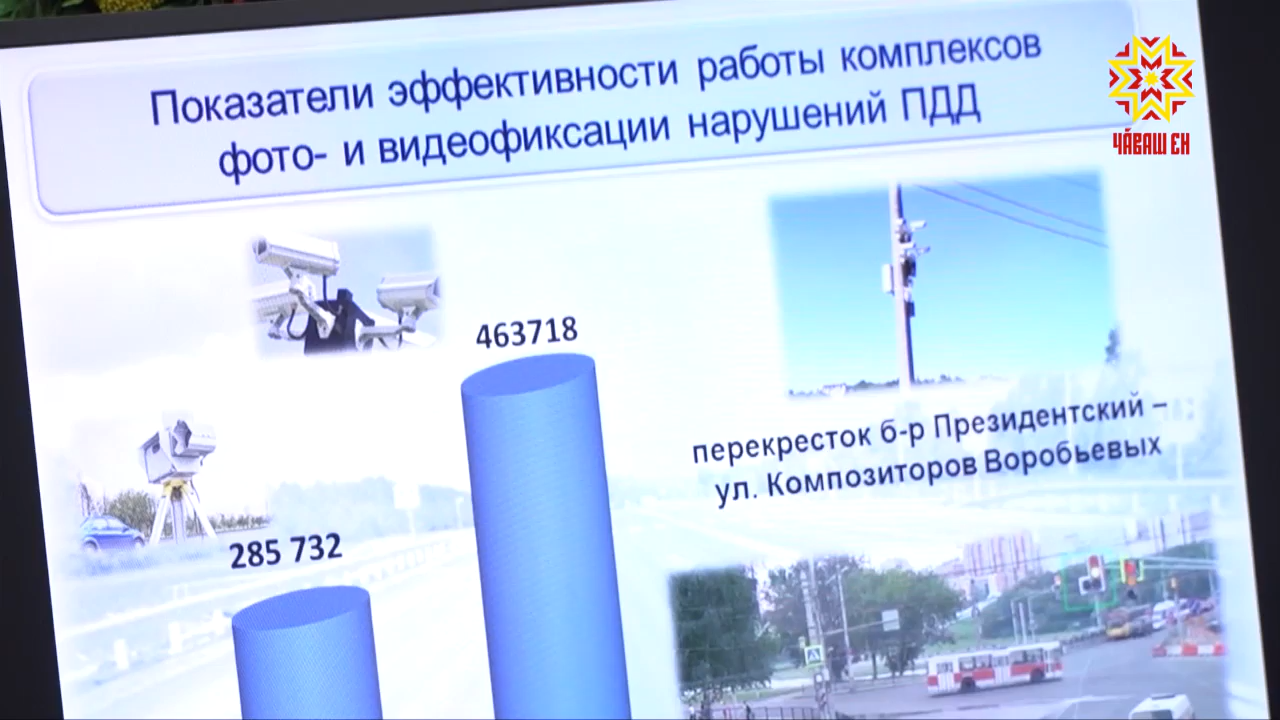 Показатели эффективности работы комплексов
фото- и видеофиксации нарушений ПДД
ЧĂВАШ ЕН
463718
285 732
перекресток б-р Президентский –
ул. Композиторов Воробьевых